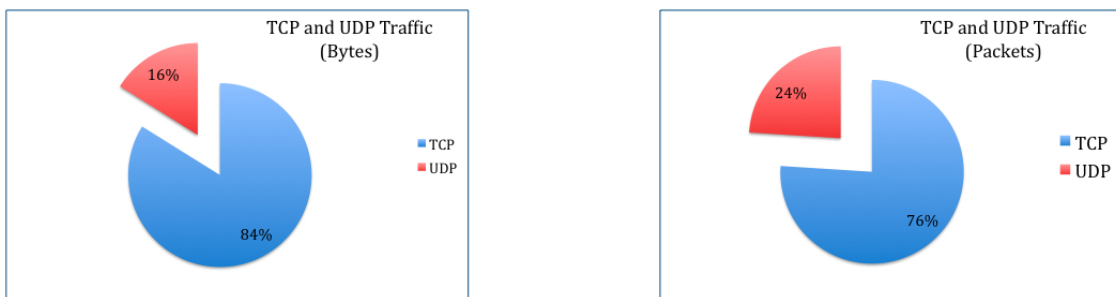 TCP and UDP Traffic
(Bytes)
16%
TCP
UDP
84%
TCP and UDP Traffic
(Packets)
24%
TCP
UDP
76%